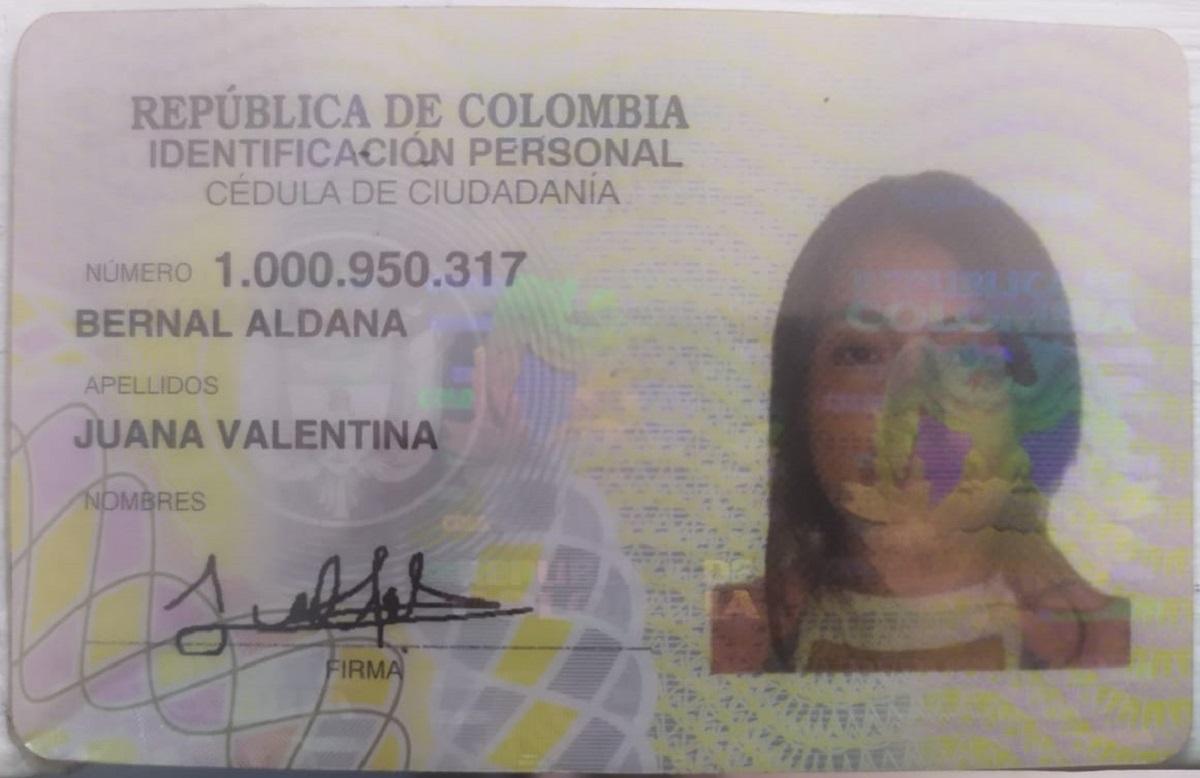 REPÚBLICA DE COLOMBIA
IDENTIFICACIÓN PERSONAL
CÉDULA DE CIUDADANÍA
NÚMERO 1.000.950.317
BERNAL ALDANA
APELLIDOS
JUANA VALENTINA
NOMBRES
FIRMA